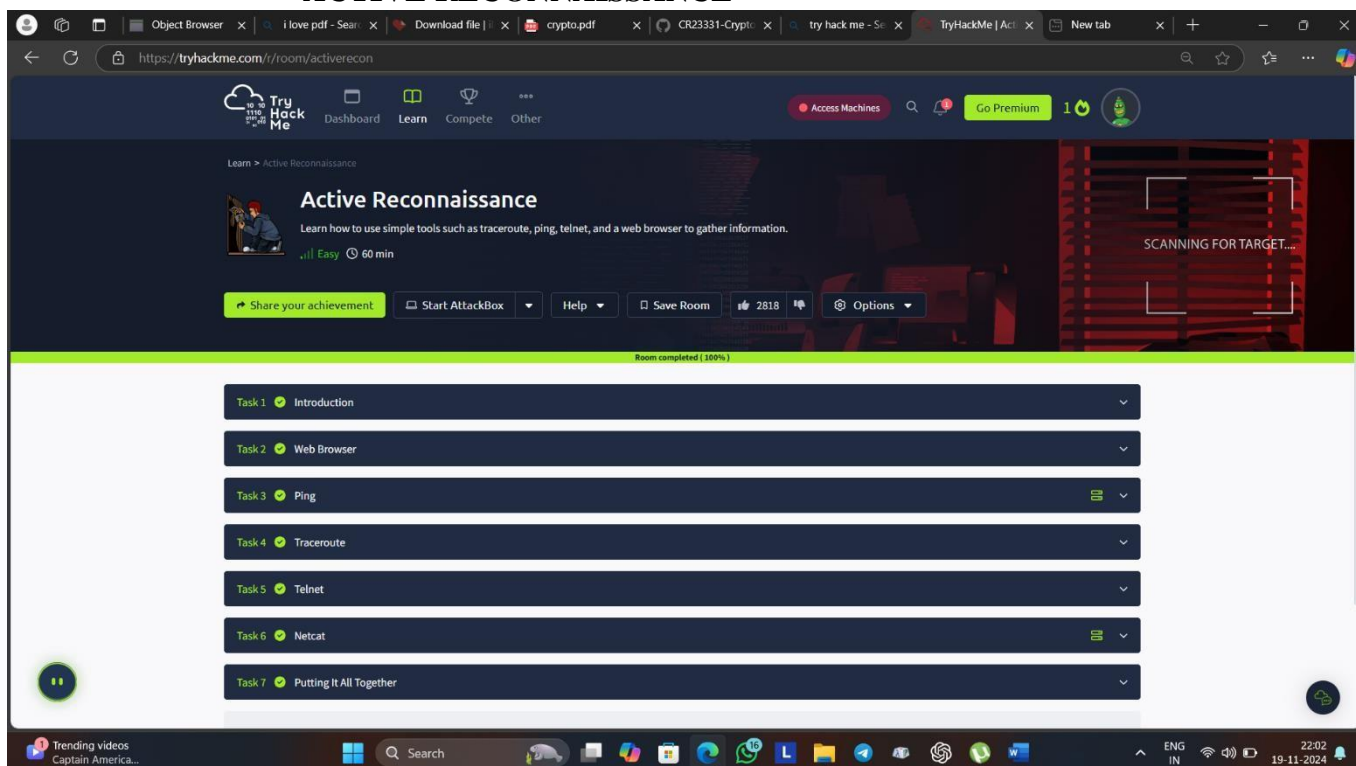 ACTIVE RECONNAISSANCE
Object Browser
i love pdf - Searc
Download file | il
crypto.pdf
CR23331-Crypto
try hack me - Se
TryHackMe | Acti
New tab
https://tryhackme.com/r/room/activerecon
Try Hack Me
Dashboard Learn Compete Other
Access Machines
Go Premium
1
Learn > Active Reconnaissance
Active Reconnaissance
Learn how to use simple tools such as traceroute, ping, telnet, and a web browser to gather information.
Easy 60 min
SCANNING FOR TARGET....
Share your achievement Start AttackBox Help Save Room 2818 Options
Room completed ( 100% )
Task 1 Introduction
Task 2 Web Browser
Task 3 Ping
Task 4 Traceroute
Task 5 Telnet
Task 6 Netcat
Task 7 Putting It All Together
Trending videos
Captain America...
Search
ENG
IN
22:02
19-11-2024